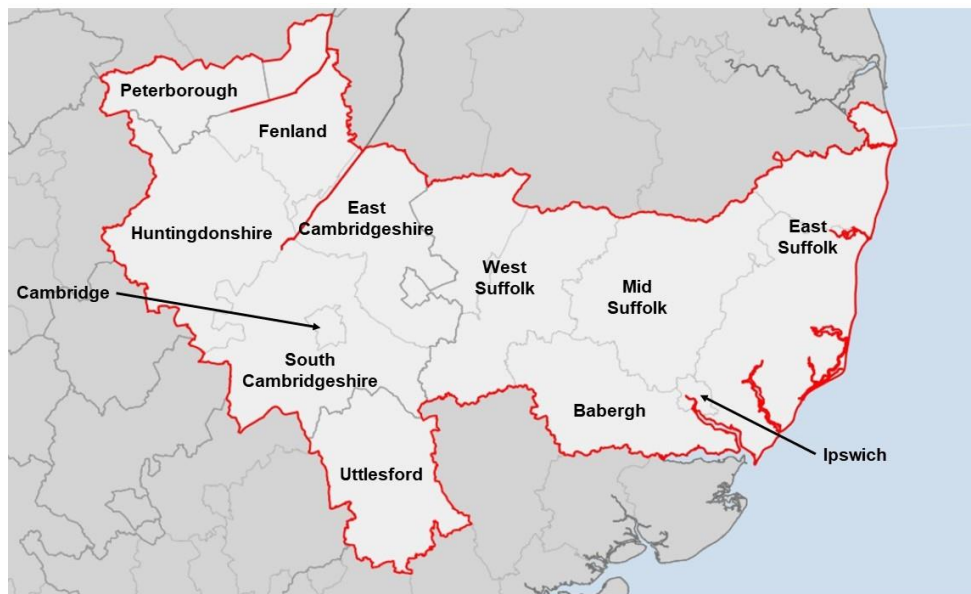 Peterborough
Fenland
East
Cambridgeshire
Huntingdonshire
East
Suffolk
West
Suffolk
Mid
Suffolk
Cambridge
South
Cambridgeshire
Babergh
Ipswich
Uttlesford